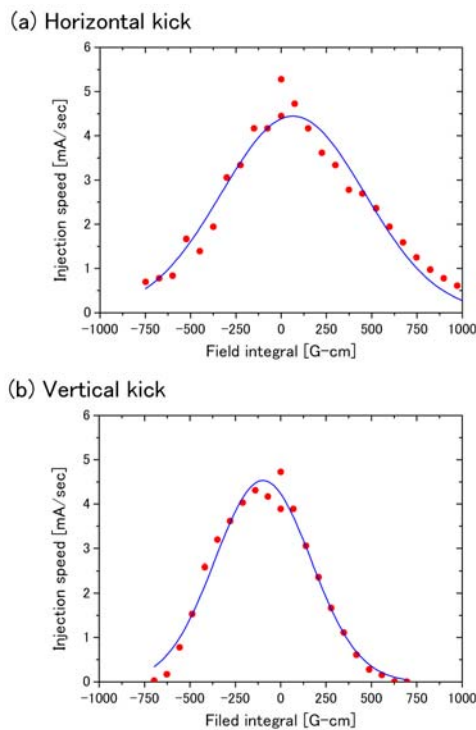 (a) Horizontal kick
6
5
4
3
2
1
0
Injection speed [mA/sec]
-1000 -750 -500 -250 0 250 500 750 1000
Field integral [G-cm]
(b) Vertical kick
6
5
4
3
2
1
0
Injection speed [mA/sec]
-1000 -750 -500 -250 0 250 500 750 1000
Filed integral [G-cm]